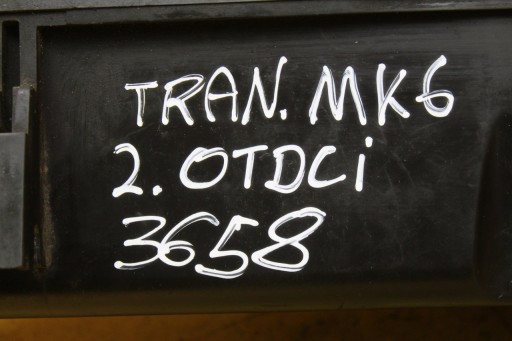 TRAN. MK6
2.0TDCi
3658